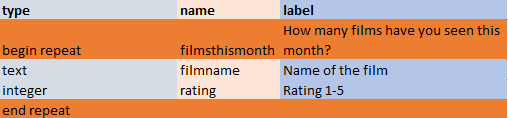 type name label
How many films have you seen this
begin repeat filmsthismonth month?
text filmname Name of the film
integer rating Rating 1-5
end repeat